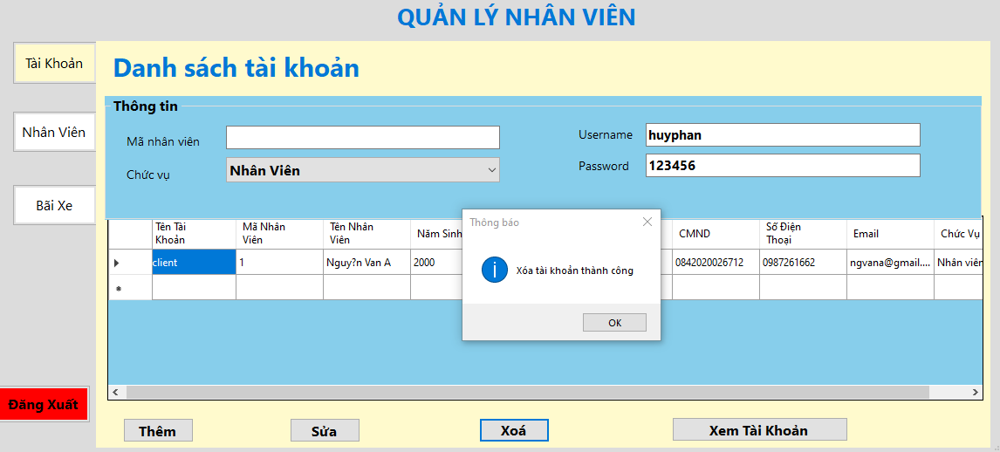 QUẢN LÝ NHÂN VIÊN
Tài Khoản
Nhân Viên
Bãi Xe
Đăng Xuất
Danh sách tài khoản
Thông tin
Mã nhân viên
Chức vụ
Nhân Viên
Username
huyphan
Password
123456
Tên Tài Khoản
Mã Nhân Viên
Tên Nhân Viên
Năm Sinh
CMND
Số Điện Thoại
Email
Chức Vụ
client
1
Nguy?n Van A
2000
0842020026712
0987261662
ngvana@gmail....
Nhân viên
Thông báo
Xóa tài khoản thành công
OK
Thêm
Sửa
Xoá
Xem Tài Khoản